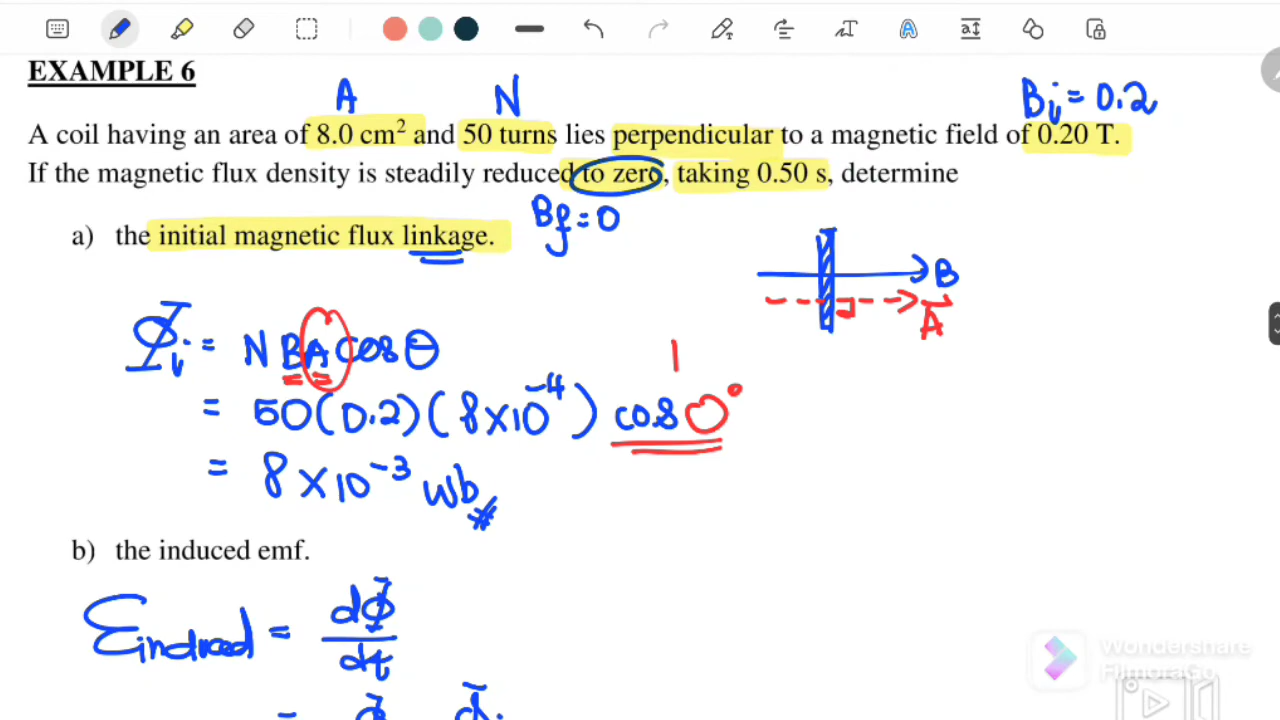 EXAMPLE 6
A N Bi = 0.2
A coil having an area of 8.0 cm² and 50 turns lies perpendicular to a magnetic field of 0.20 T.
If the magnetic flux density is steadily reduced to zero, taking 0.50 s, determine
Bf = 0
a) the initial magnetic flux linkage.
B
A⃗
Φi = NBA cos θ
1
= 50(0.2)(8×10⁻⁴) cos 0°
= 8×10⁻³ Wb #
b) the induced emf.
Ɛinduced = dΦ
dt
=
Wondershare
FilmoraGo